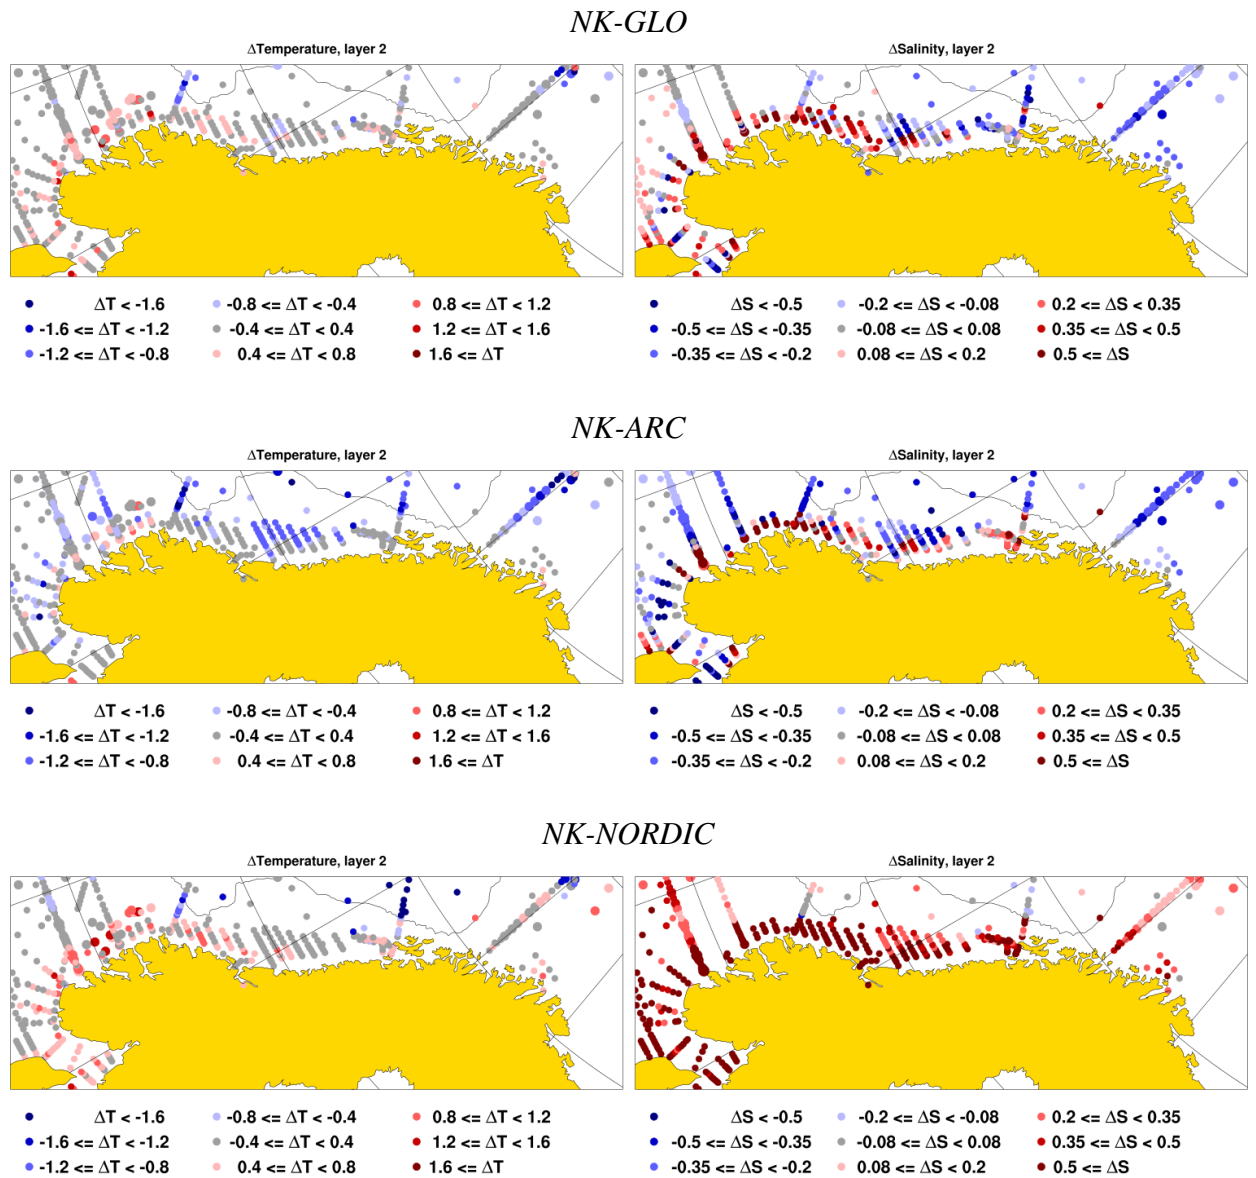 NK-GLO
ΔTemperature, layer 2 ΔSalinity, layer 2
ΔT < -1.6 -0.8 <= ΔT < -0.4 0.8 <= ΔT < 1.2 ΔS < -0.5 -0.2 <= ΔS < -0.08 0.2 <= ΔS < 0.35
-1.6 <= ΔT < -1.2 -0.4 <= ΔT < 0.4 1.2 <= ΔT < 1.6 -0.5 <= ΔS < -0.35 -0.08 <= ΔS < 0.08 0.35 <= ΔS < 0.5
-1.2 <= ΔT < -0.8 0.4 <= ΔT < 0.8 1.6 <= ΔT -0.35 <= ΔS < -0.2 0.08 <= ΔS < 0.2 0.5 <= ΔS
NK-ARC
ΔTemperature, layer 2 ΔSalinity, layer 2
ΔT < -1.6 -0.8 <= ΔT < -0.4 0.8 <= ΔT < 1.2 ΔS < -0.5 -0.2 <= ΔS < -0.08 0.2 <= ΔS < 0.35
-1.6 <= ΔT < -1.2 -0.4 <= ΔT < 0.4 1.2 <= ΔT < 1.6 -0.5 <= ΔS < -0.35 -0.08 <= ΔS < 0.08 0.35 <= ΔS < 0.5
-1.2 <= ΔT < -0.8 0.4 <= ΔT < 0.8 1.6 <= ΔT -0.35 <= ΔS < -0.2 0.08 <= ΔS < 0.2 0.5 <= ΔS
NK-NORDIC
ΔTemperature, layer 2 ΔSalinity, layer 2
ΔT < -1.6 -0.8 <= ΔT < -0.4 0.8 <= ΔT < 1.2 ΔS < -0.5 -0.2 <= ΔS < -0.08 0.2 <= ΔS < 0.35
-1.6 <= ΔT < -1.2 -0.4 <= ΔT < 0.4 1.2 <= ΔT < 1.6 -0.5 <= ΔS < -0.35 -0.08 <= ΔS < 0.08 0.35 <= ΔS < 0.5
-1.2 <= ΔT < -0.8 0.4 <= ΔT < 0.8 1.6 <= ΔT -0.35 <= ΔS < -0.2 0.08 <= ΔS < 0.2 0.5 <= ΔS